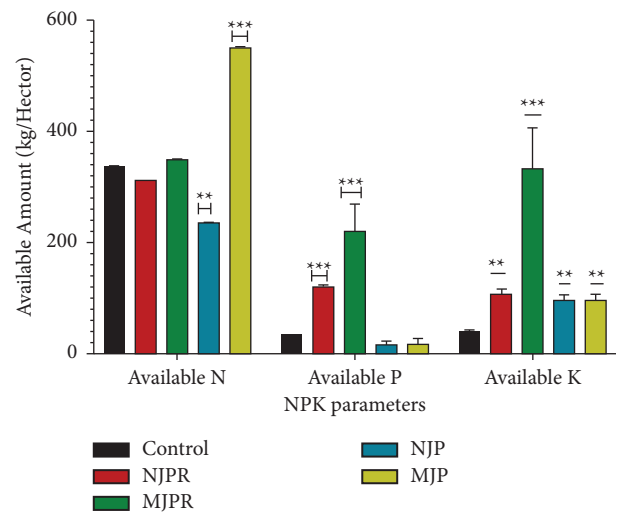 600
400
200
0
Available Amount (kg/Hector)
***
**
***
***
**
***
**
**
Available N
Available P
Available K
NPK parameters
Control
NJPR
MJPR
NJP
MJP